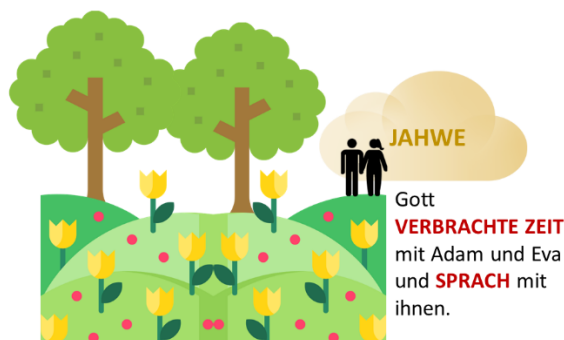 JAHWE
Gott
VERBRACHTE ZEIT
mit Adam und Eva
und SPRACH mit
ihnen.